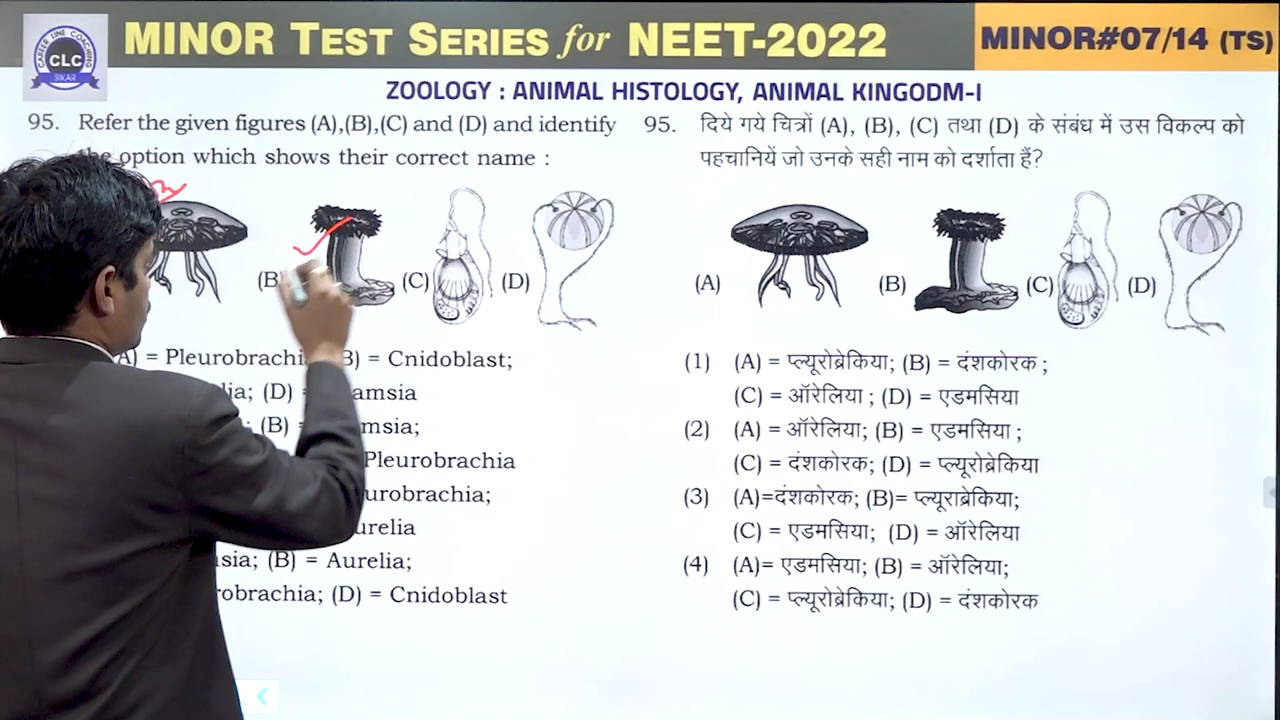 CAREER LINE COACHING
CLC
SIKAR
MINOR TEST SERIES for NEET-2022
MINOR#07/14 (TS)
ZOOLOGY : ANIMAL HISTOLOGY, ANIMAL KINGODM-I
95. Refer the given figures (A),(B),(C) and (D) and identify
the option which shows their correct name :
(B) (C) (D)
A) = Pleurobrachi B) = Cnidoblast;
lia; (D) = amsia
; (B) = msia;
Pleurobrachia
urobrachia;
urelia
nsia; (B) = Aurelia;
robrachia; (D) = Cnidoblast
95. दिये गये चित्रों (A), (B), (C) तथा (D) के संबंध में उस विकल्प को
पहचानियें जो उनके सही नाम को दर्शाता हैं?
(A) (B) (C) (D)
(1) (A) = प्ल्यूरोब्रेकिया; (B) = दंशकोरक ;
(C) = ऑरेलिया ; (D) = एडमसिया
(2) (A) = ऑरेलिया; (B) = एडमसिया ;
(C) = दंशकोरक; (D) = प्ल्यूरोब्रेकिया
(3) (A)=दंशकोरक; (B)= प्ल्यूराब्रेकिया;
(C) = एडमसिया; (D) = ऑरेलिया
(4) (A)= एडमसिया; (B) = ऑरेलिया;
(C) = प्ल्यूरोब्रेकिया; (D) = दंशकोरक